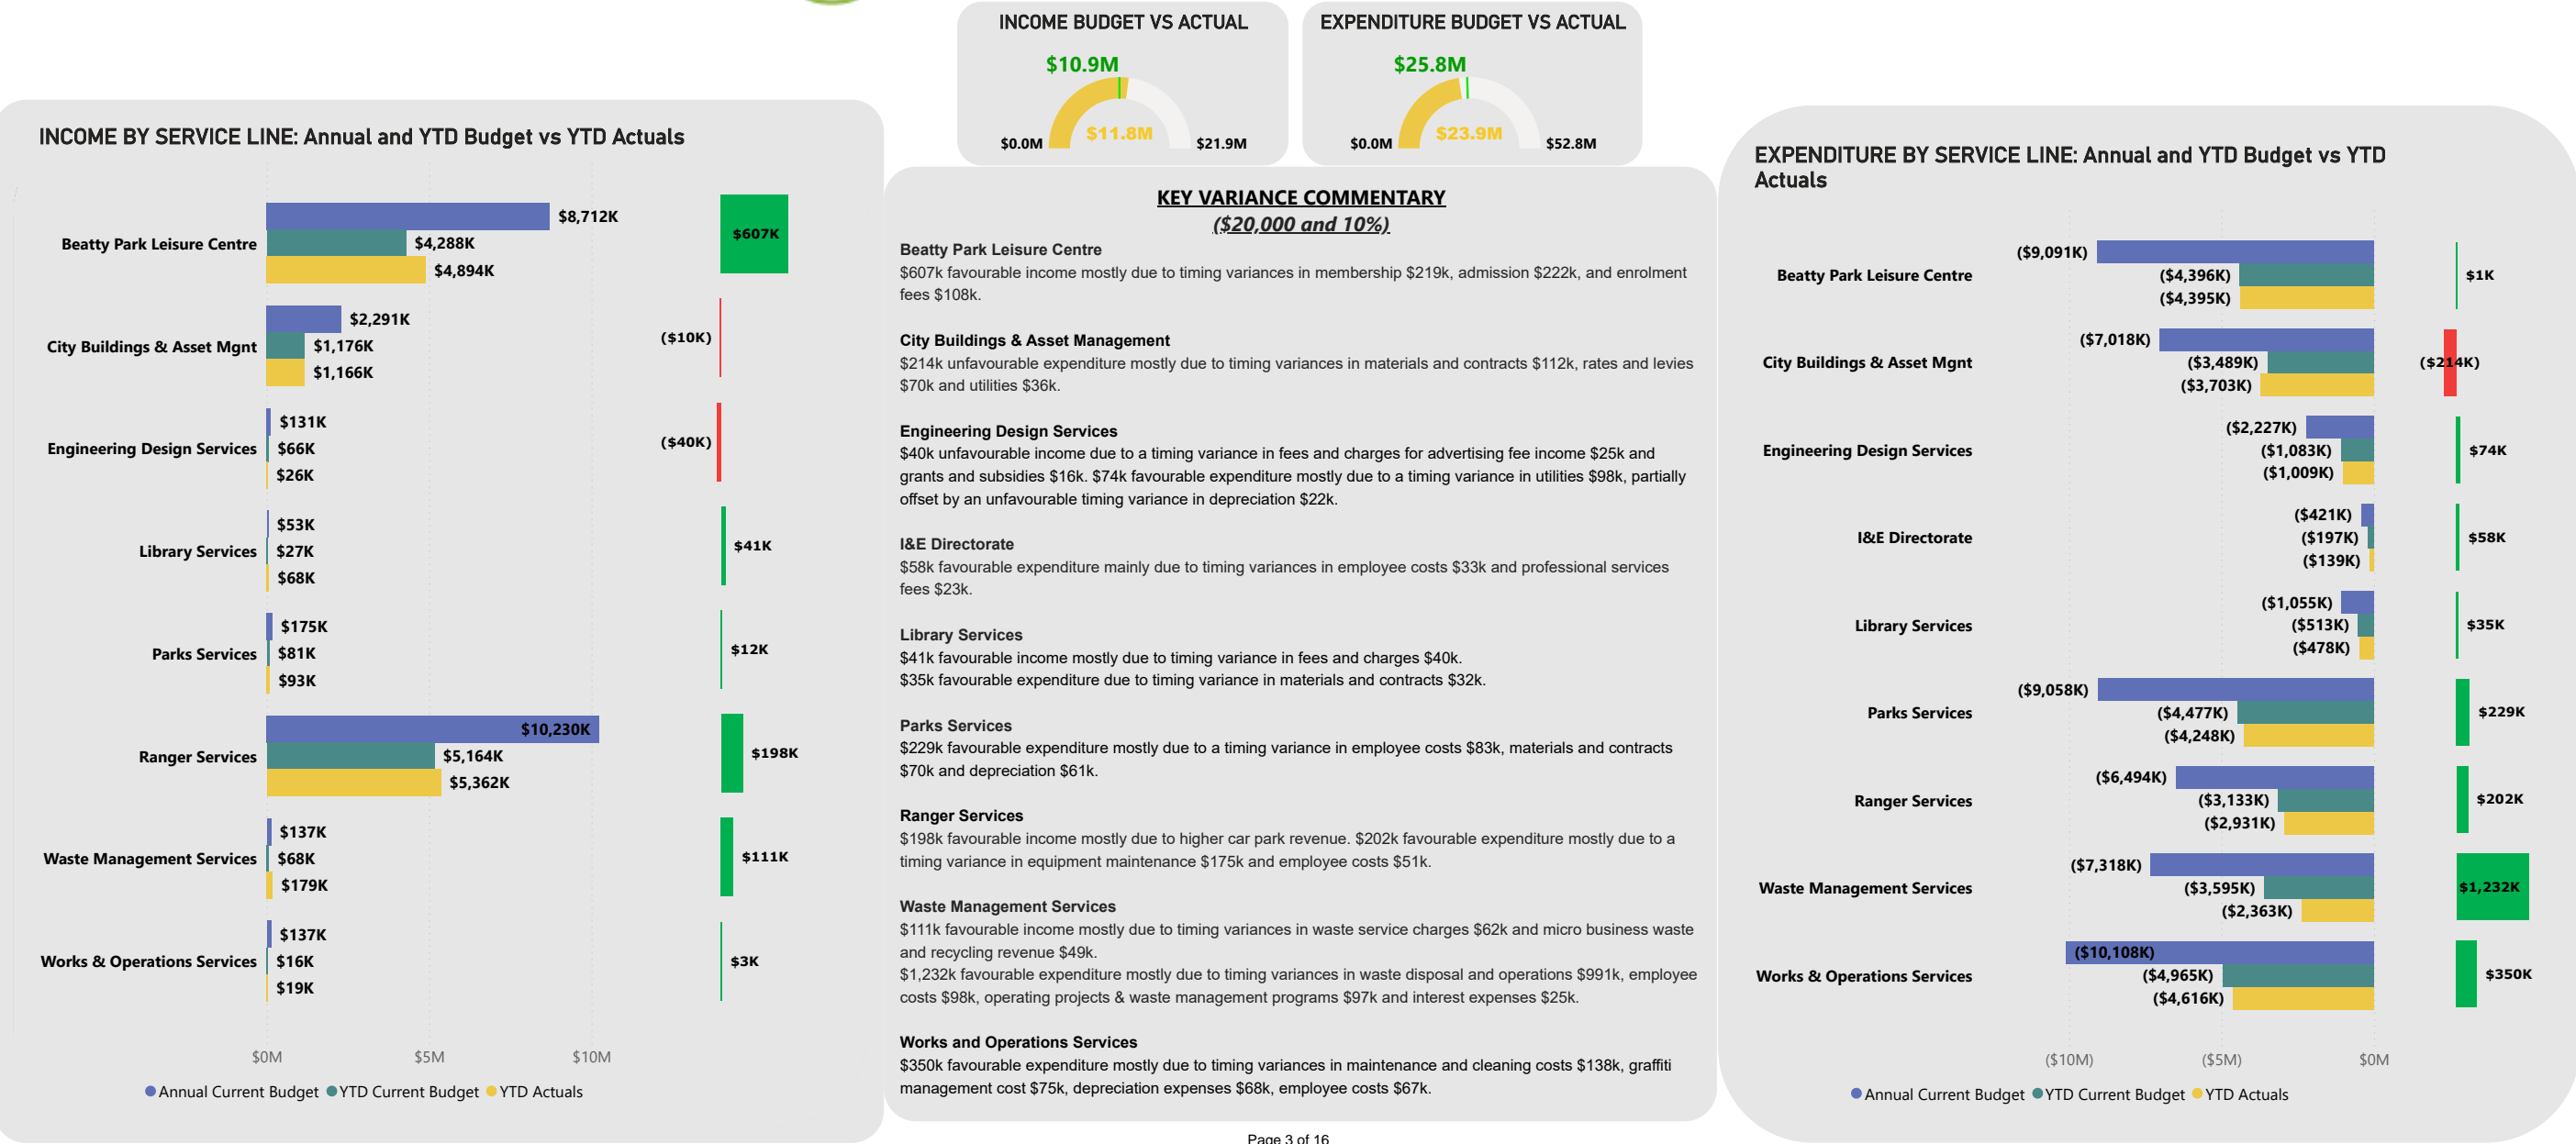 INCOME BUDGET VS ACTUAL
$10.9M
$11.8M
$0.0M
$21.9M
EXPENDITURE BUDGET VS ACTUAL
$25.8M
$23.9M
$0.0M
$52.8M
INCOME BY SERVICE LINE: Annual and YTD Budget vs YTD Actuals
Beatty Park Leisure Centre
$8,712K
$4,288K
$4,894K
$607K
City Buildings & Asset Mgnt
$2,291K
$1,176K
$1,166K
($10K)
Engineering Design Services
$131K
$66K
$26K
($40K)
Library Services
$53K
$27K
$68K
$41K
Parks Services
$175K
$81K
$93K
$12K
Ranger Services
$10,230K
$5,164K
$5,362K
$198K
Waste Management Services
$137K
$68K
$179K
$111K
Works & Operations Services
$137K
$16K
$19K
$3K
$0M $5M $10M
Annual Current Budget YTD Current Budget YTD Actuals
KEY VARIANCE COMMENTARY
($20,000 and 10%)
Beatty Park Leisure Centre
$607k favourable income mostly due to timing variances in membership $219k, admission $222k, and enrolment
fees $108k.
City Buildings & Asset Management
$214k unfavourable expenditure mostly due to timing variances in materials and contracts $112k, rates and levies
$70k and utilities $36k.
Engineering Design Services
$40k unfavourable income due to a timing variance in fees and charges for advertising fee income $25k and
grants and subsidies $16k. $74k favourable expenditure mostly due to a timing variance in utilities $98k, partially
offset by an unfavourable timing variance in depreciation $22k.
I&E Directorate
$58k favourable expenditure mainly due to timing variances in employee costs $33k and professional services
fees $23k.
Library Services
$41k favourable income mostly due to timing variance in fees and charges $40k.
$35k favourable expenditure due to timing variance in materials and contracts $32k.
Parks Services
$229k favourable expenditure mostly due to a timing variance in employee costs $83k, materials and contracts
$70k and depreciation $61k.
Ranger Services
$198k favourable income mostly due to higher car park revenue. $202k favourable expenditure mostly due to a
timing variance in equipment maintenance $175k and employee costs $51k.
Waste Management Services
$111k favourable income mostly due to timing variances in waste service charges $62k and micro business waste
and recycling revenue $49k.
$1,232k favourable expenditure mostly due to timing variances in waste disposal and operations $991k, employee
costs $98k, operating projects & waste management programs $97k and interest expenses $25k.
Works and Operations Services
$350k favourable expenditure mostly due to timing variances in maintenance and cleaning costs $138k, graffiti
management cost $75k, depreciation expenses $68k, employee costs $67k.
EXPENDITURE BY SERVICE LINE: Annual and YTD Budget vs YTD
Actuals
Beatty Park Leisure Centre
($9,091K)
($4,396K)
($4,395K)
$1K
City Buildings & Asset Mgnt
($7,018K)
($3,489K)
($3,703K)
($214K)
Engineering Design Services
($2,227K)
($1,083K)
($1,009K)
$74K
I&E Directorate
($421K)
($197K)
($139K)
$58K
Library Services
($1,055K)
($513K)
($478K)
$35K
Parks Services
($9,058K)
($4,477K)
($4,248K)
$229K
Ranger Services
($6,494K)
($3,133K)
($2,931K)
$202K
Waste Management Services
($7,318K)
($3,595K)
($2,363K)
$1,232K
Works & Operations Services
($10,108K)
($4,965K)
($4,616K)
$350K
($10M) ($5M) $0M
Annual Current Budget YTD Current Budget YTD Actuals
Page 3 of 16